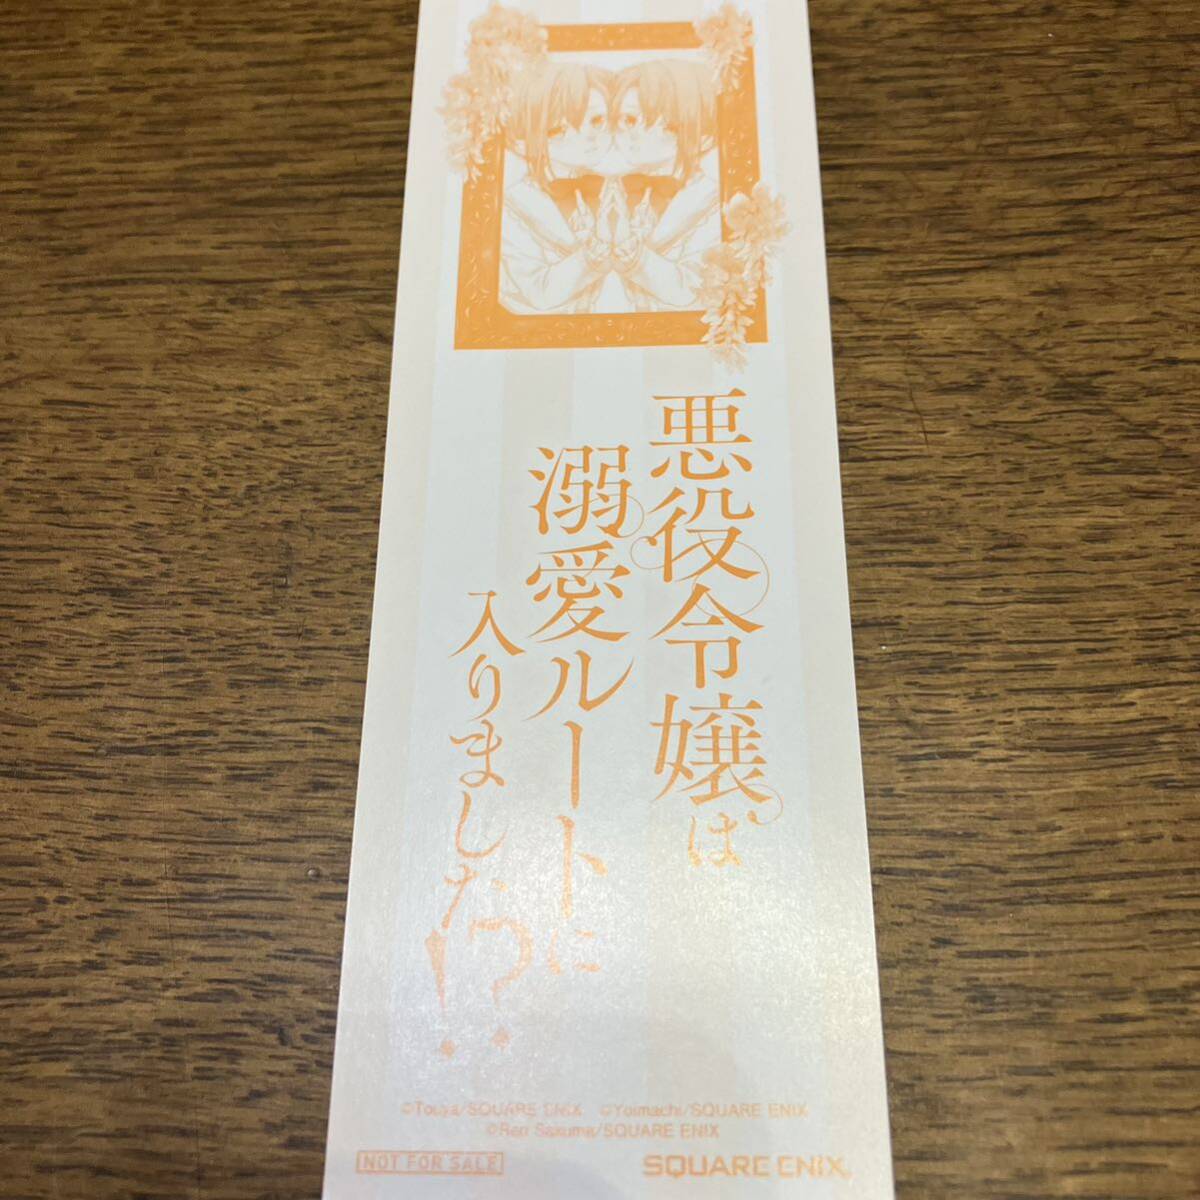 悪役令嬢は
溺愛ルートに
入りました!?
©Touya/SQUARE ENIX ©Yoimachi/SQUARE ENIX
©Ren Sakuma/SQUARE ENIX
NOT FOR SALE
SQUARE ENIX